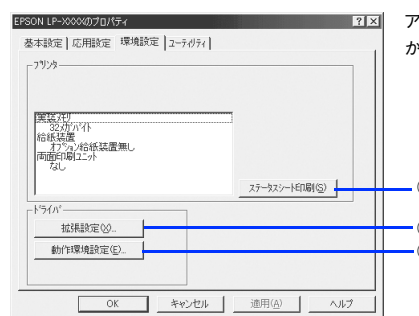 EPSON LP-XXXXのプロパティ
基本設定 応用設定 環境設定 ユーティリティ
プリンタ
実装メモリ
32メガバイト
給紙装置
オプション給紙装置無し
両面印刷ユニット
なし
ステータスシート印刷(S)
ドライバ
拡張設定(X)...
動作環境設定(E)...
OK キャンセル 適用(A) ヘルプ
ア
か